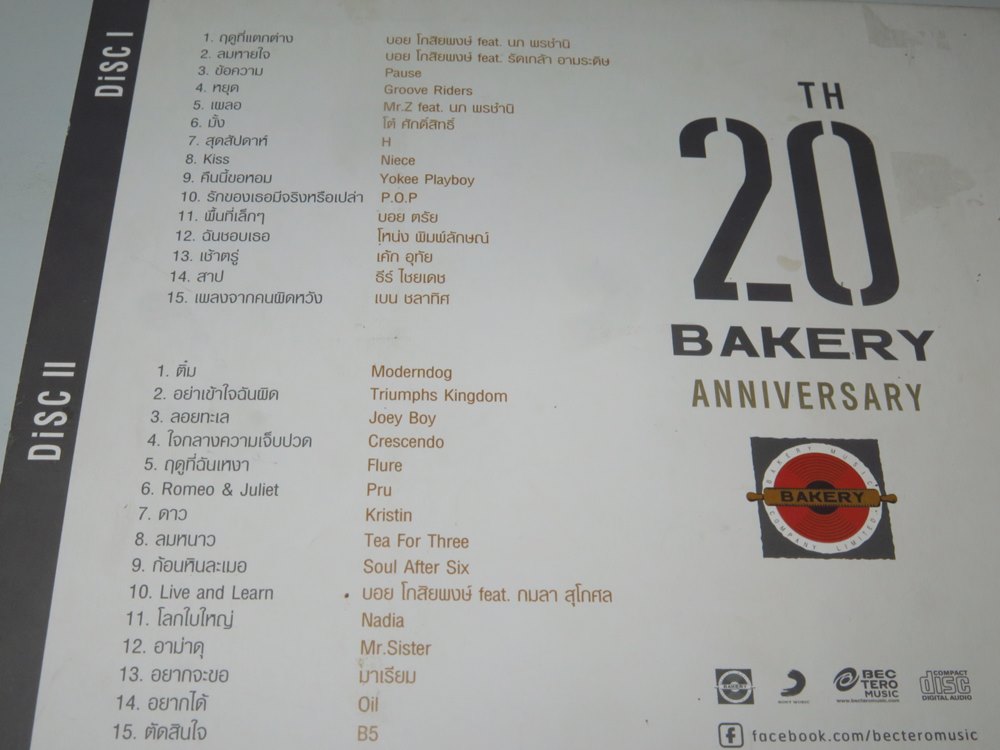 DiSC I
1. ฤดูที่แตกต่าง บอย โกสิยพงษ์ feat. นภ พรชำนิ
2. ลมหายใจ บอย โกสิยพงษ์ feat. รัดเกล้า อามระดิษ
3. ข้อความ Pause
4. หยุด Groove Riders
5. เพลอ Mr.Z feat. นภ พรชำนิ
6. มั้ง โต๋ ศักดิ์สิทธิ์
7. สุดสัปดาห์ H
8. Kiss Niece
9. คืนนี้ขอหอม Yokee Playboy
10. รักของเธอมีจริงหรือเปล่า P.O.P
11. พื้นที่เล็กๆ บอย ตรัย
12. ฉันชอบเธอ โหน่ง พิมพ์ลักษณ์
13. เช้าตรู่ เค้ก อุทัย
14. สาป ธีร์ ไชยเดช
15. เพลงจากคนผิดหวัง เบน ชลาทิศ
DiSC II
1. ติ๋ม Moderndog
2. อย่าเข้าใจฉันผิด Triumphs Kingdom
3. ลอยทะเล Joey Boy
4. ใจกลางความเจ็บปวด Crescendo
5. ฤดูที่ฉันเหงา Flure
6. Romeo & Juliet Pru
7. ดาว Kristin
8. ลมหนาว Tea For Three
9. ก้อนหินละเมอ Soul After Six
10. Live and Learn บอย โกสิยพงษ์ feat. กมลา สุโกศล
11. โลกใบใหญ่ Nadia
12. อาม่าดุ Mr.Sister
13. อยากจะขอ มาเรียม
14. อยากได้ Oil
15. ตัดสินใจ B5
TH
20
BAKERY
ANNIVERSARY
BAKERY MUSIC
BAKERY
COMPANY LIMITED
BAKERY
SONY MUSIC
BEC
TERO
MUSIC
www.bectero​music.com
COMPACT
disc
DIGITAL AUDIO
facebook.com/becteromusic